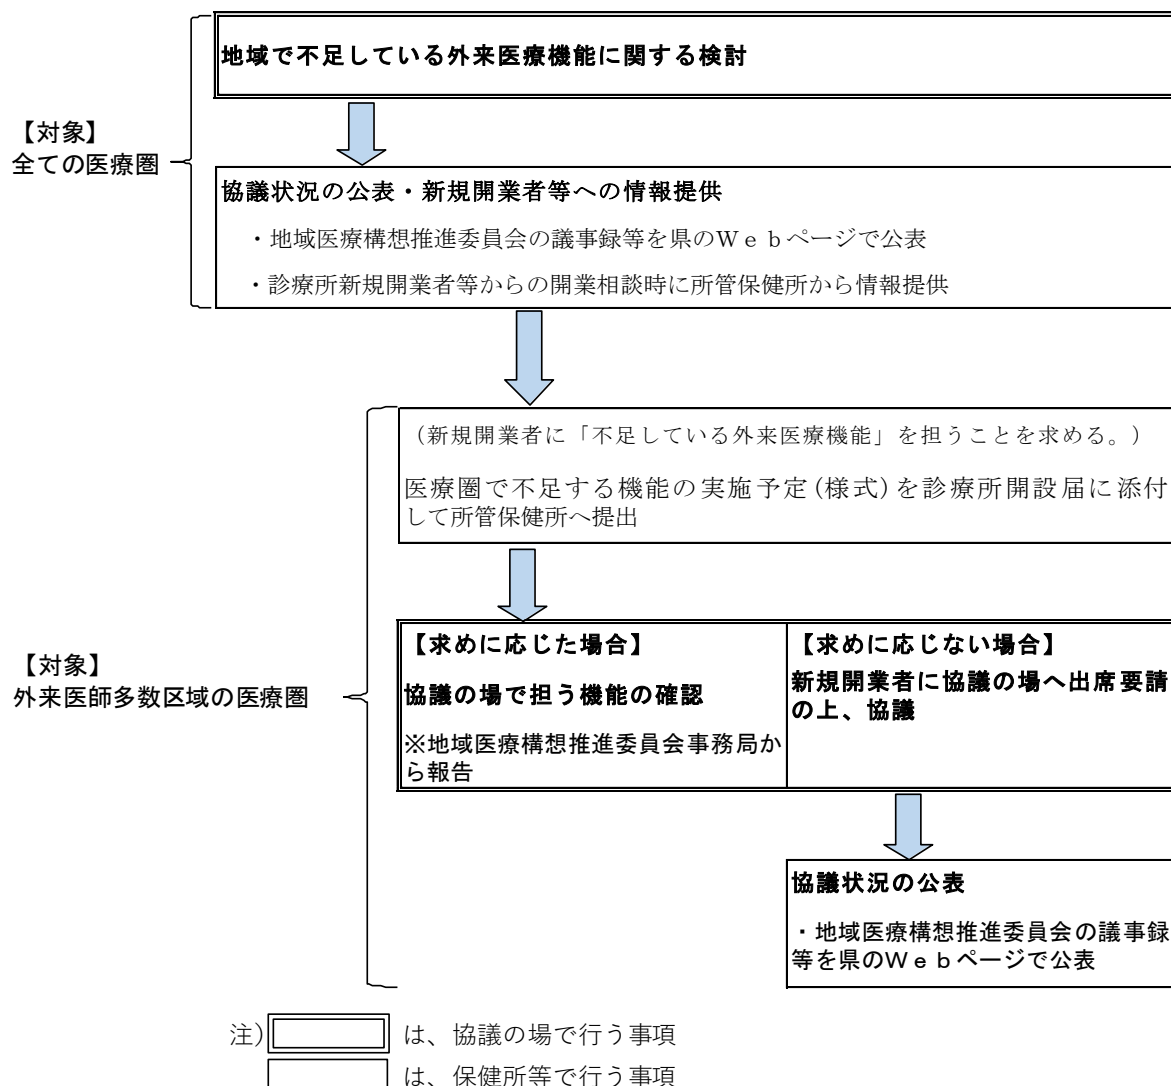 地域で不足している外来医療機能に関する検討
【対象】
全ての医療圏
協議状況の公表・新規開業者等への情報提供
・地域医療構想推進委員会の議事録等を県のＷｅｂページで公表
・診療所新規開業者等からの開業相談時に所管保健所から情報提供
（新規開業者に「不足している外来医療機能」を担うことを求める。）
医療圏で不足する機能の実施予定(様式)を診療所開設届に添付
して所管保健所へ提出
【対象】
外来医師多数区域の医療圏
【求めに応じた場合】
協議の場で担う機能の確認
※地域医療構想推進委員会事務局か
ら報告
【求めに応じない場合】
新規開業者に協議の場へ出席要請
の上、協議
協議状況の公表
・地域医療構想推進委員会の議事録
等を県のＷｅｂページで公表
注) は、協議の場で行う事項
は、保健所等で行う事項